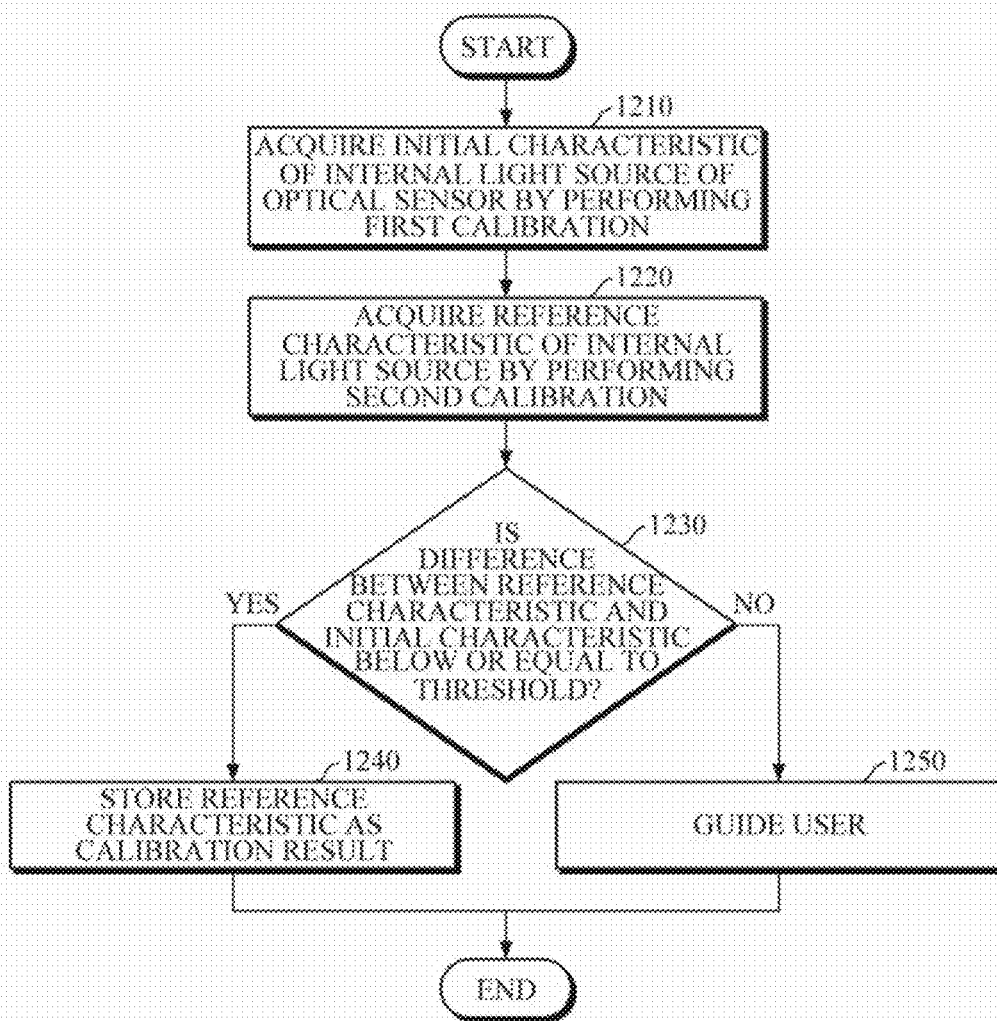 START
1210
ACQUIRE INITIAL CHARACTERISTIC
OF INTERNAL LIGHT SOURCE OF
OPTICAL SENSOR BY PERFORMING
FIRST CALIBRATION
1220
ACQUIRE REFERENCE
CHARACTERISTIC OF INTERNAL
LIGHT SOURCE BY PERFORMING
SECOND CALIBRATION
1230
IS
DIFFERENCE
BETWEEN REFERENCE
CHARACTERISTIC AND
INITIAL CHARACTERISTIC
BELOW OR EQUAL TO
THRESHOLD?
YES
NO
1240
STORE REFERENCE
CHARACTERISTIC AS
CALIBRATION RESULT
1250
GUIDE USER
END